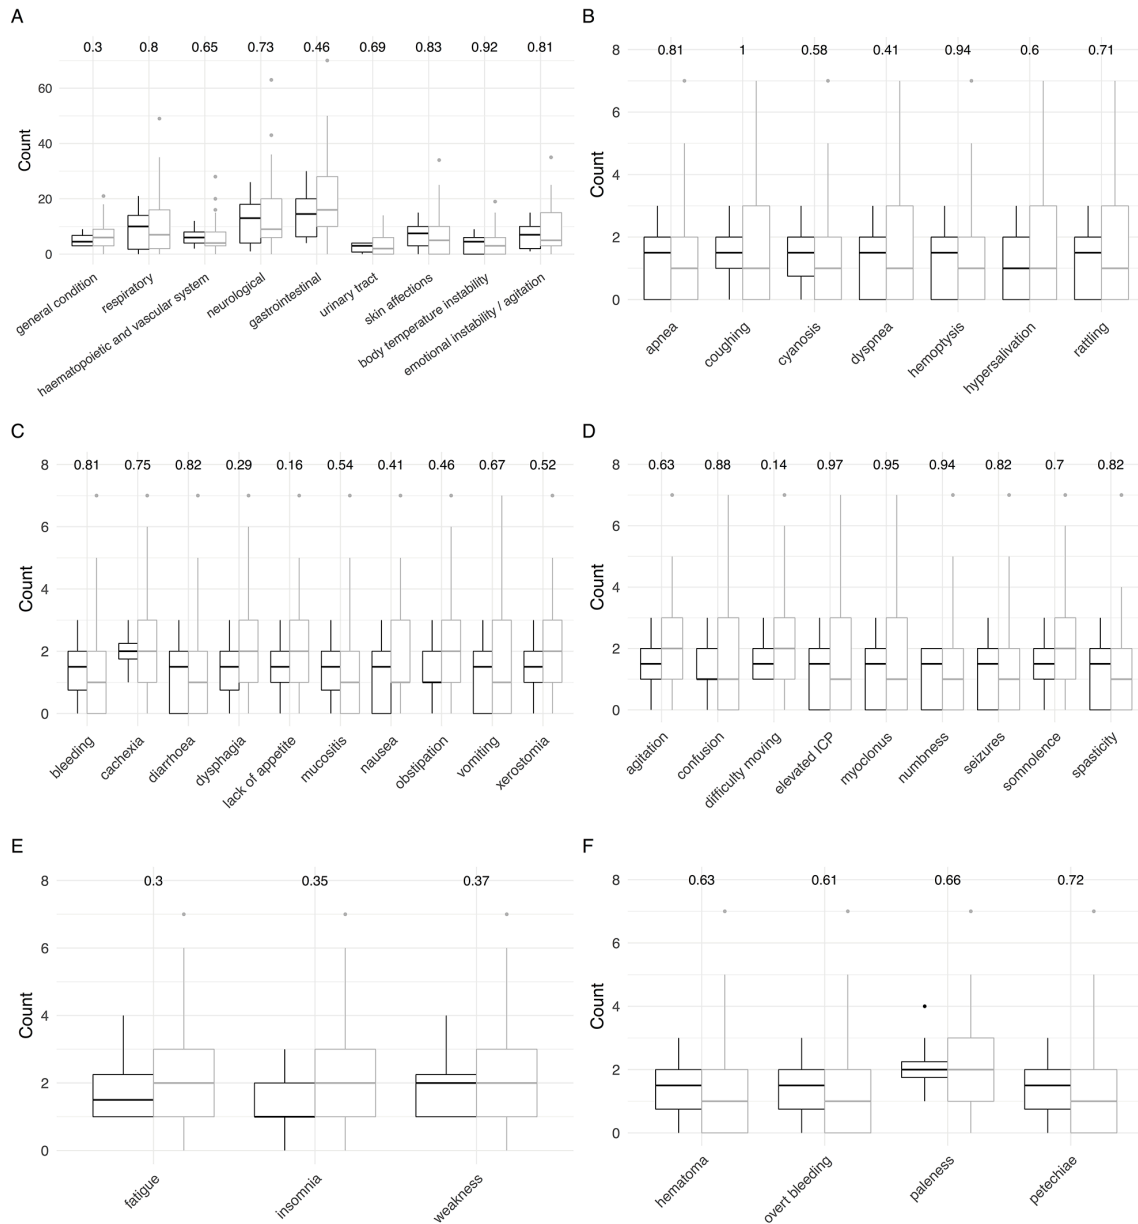 A
0.3 0.8 0.65 0.73 0.46 0.69 0.83 0.92 0.81
60
40
20
0
Count
general condition
respiratory
haematopoietic and vascular system
neurological
gastrointestinal
urinary tract
skin affections
body temperature instability
emotional instability / agitation
B
8
0.81 1 0.58 0.41 0.94 0.6 0.71
6
4
2
0
Count
apnea
coughing
cyanosis
dyspnea
hemoptysis
hypersalivation
rattling
C
8
0.81 0.75 0.82 0.29 0.16 0.54 0.41 0.46 0.67 0.52
6
4
2
0
Count
bleeding
cachexia
diarrhoea
dysphagia
lack of appetite
mucositis
nausea
obstipation
vomiting
xerostomia
D
8
0.63 0.88 0.14 0.97 0.95 0.94 0.82 0.7 0.82
6
4
2
0
Count
agitation
confusion
difficulty moving
elevated ICP
myoclonus
numbness
seizures
somnolence
spasticity
E
8
0.3 0.35 0.37
6
4
2
0
Count
fatigue
insomnia
weakness
F
8
0.63 0.61 0.66 0.72
6
4
2
0
Count
hematoma
overt bleeding
paleness
petechiae